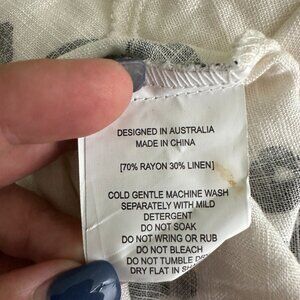 DESIGNED IN AUSTRALIA
MADE IN CHINA
[70% RAYON 30% LINEN]
COLD GENTLE MACHINE WASH
SEPARATELY WITH MILD
DETERGENT
DO NOT SOAK
DO NOT WRING OR RUB
DO NOT BLEACH
DO NOT TUMBLE DRY
DRY FLAT IN